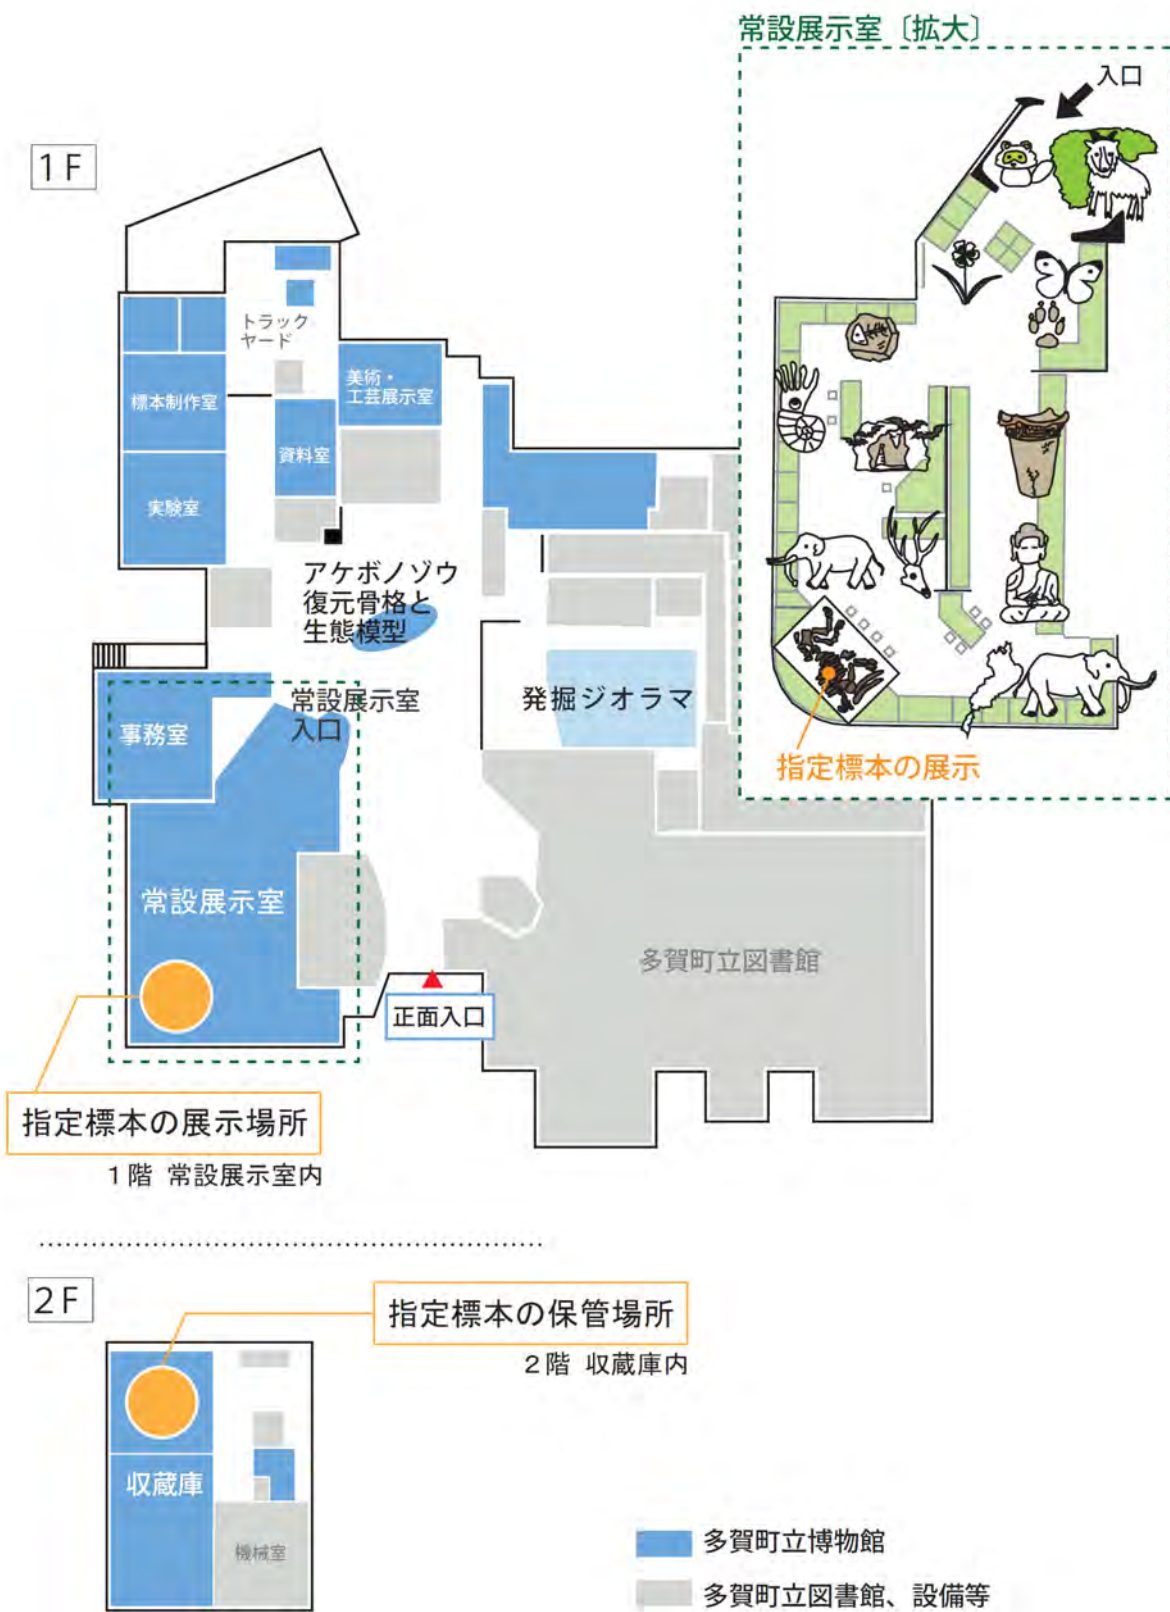 常設展示室〔拡大〕
入口
1F
トラック
ヤード
美術・
工芸展示室
標本制作室
資料室
実験室
アケボノゾウ
復元骨格と
生態模型
常設展示室
入口
発掘ジオラマ
事務室
指定標本の展示
常設展示室
多賀町立図書館
正面入口
指定標本の展示場所
1階 常設展示室内
2F
指定標本の保管場所
2階 収蔵庫内
収蔵庫
機械室
多賀町立博物館
多賀町立図書館、設備等